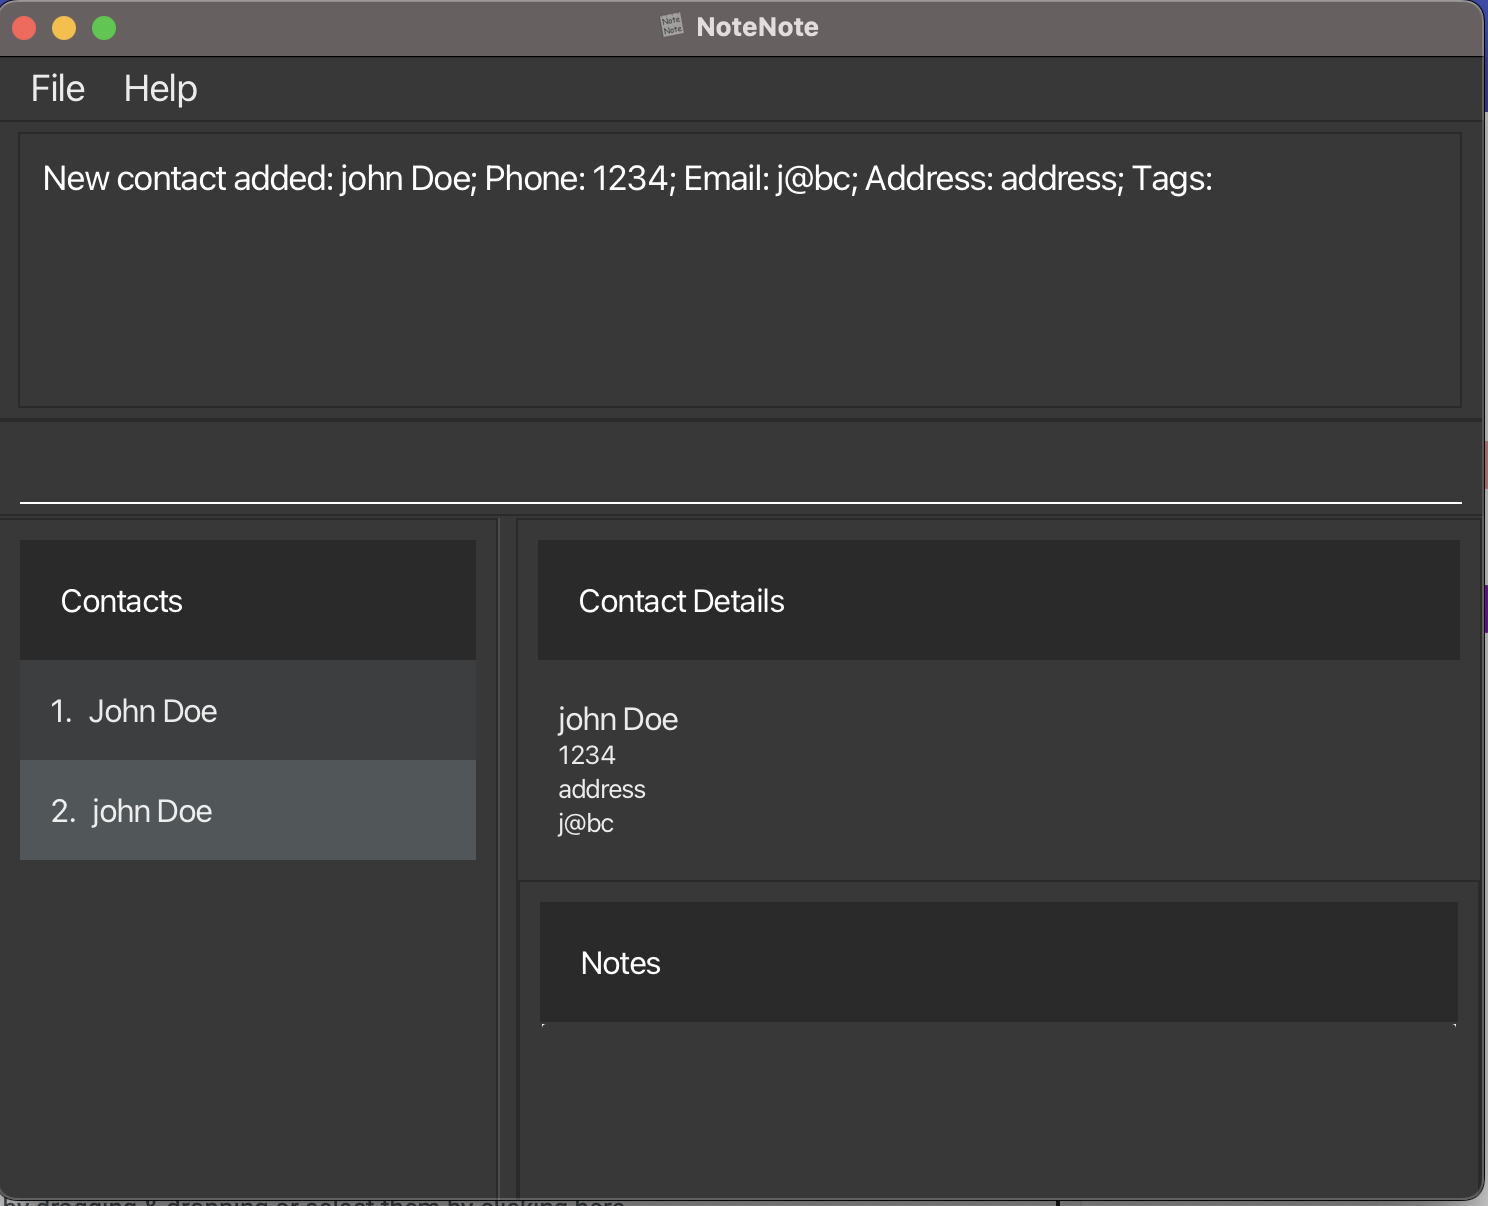 Note
Note
NoteNote
File Help
New contact added: john Doe; Phone: 1234; Email: j@bc; Address: address; Tags:
Contacts
1. John Doe
2. john Doe
Contact Details
john Doe
1234
address
j@bc
Notes
by dragging & dropping or select them by clicking here